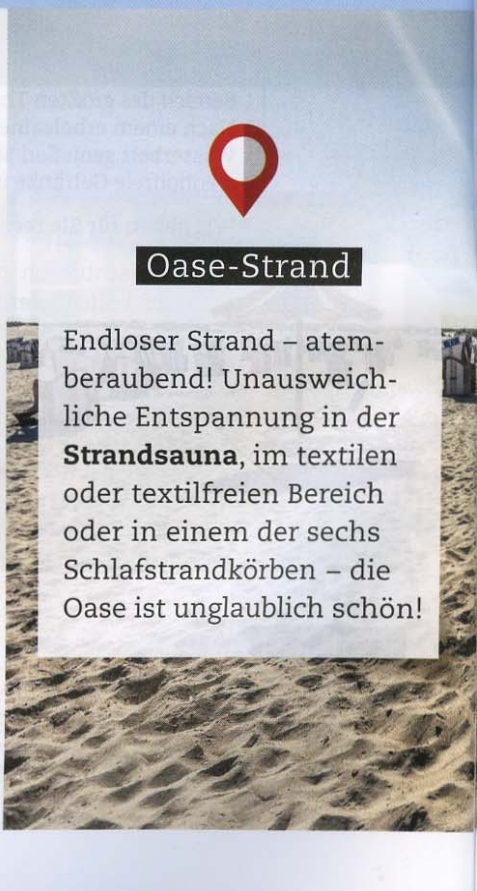 Oase-Strand
Endloser Strand – atem-
beraubend! Unausweich-
liche Entspannung in der
Strandsauna, im textilen
oder textilfreien Bereich
oder in einem der sechs
Schlafstrandkörben – die
Oase ist unglaublich schön!